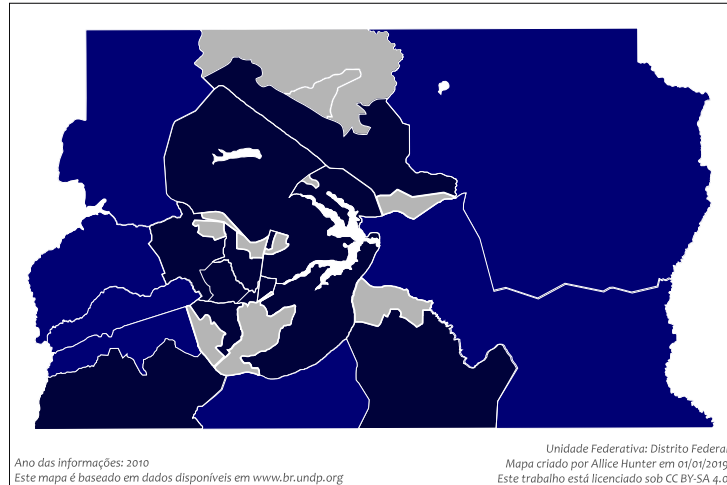 Ano das informações: 2010
Este mapa é baseado em dados disponíveis em www.br.undp.org
Unidade Federativa: Distrito Federal
Mapa criado por Allice Hunter em 01/01/2019
Este trabalho está licenciado sob CC BY-SA 4.0